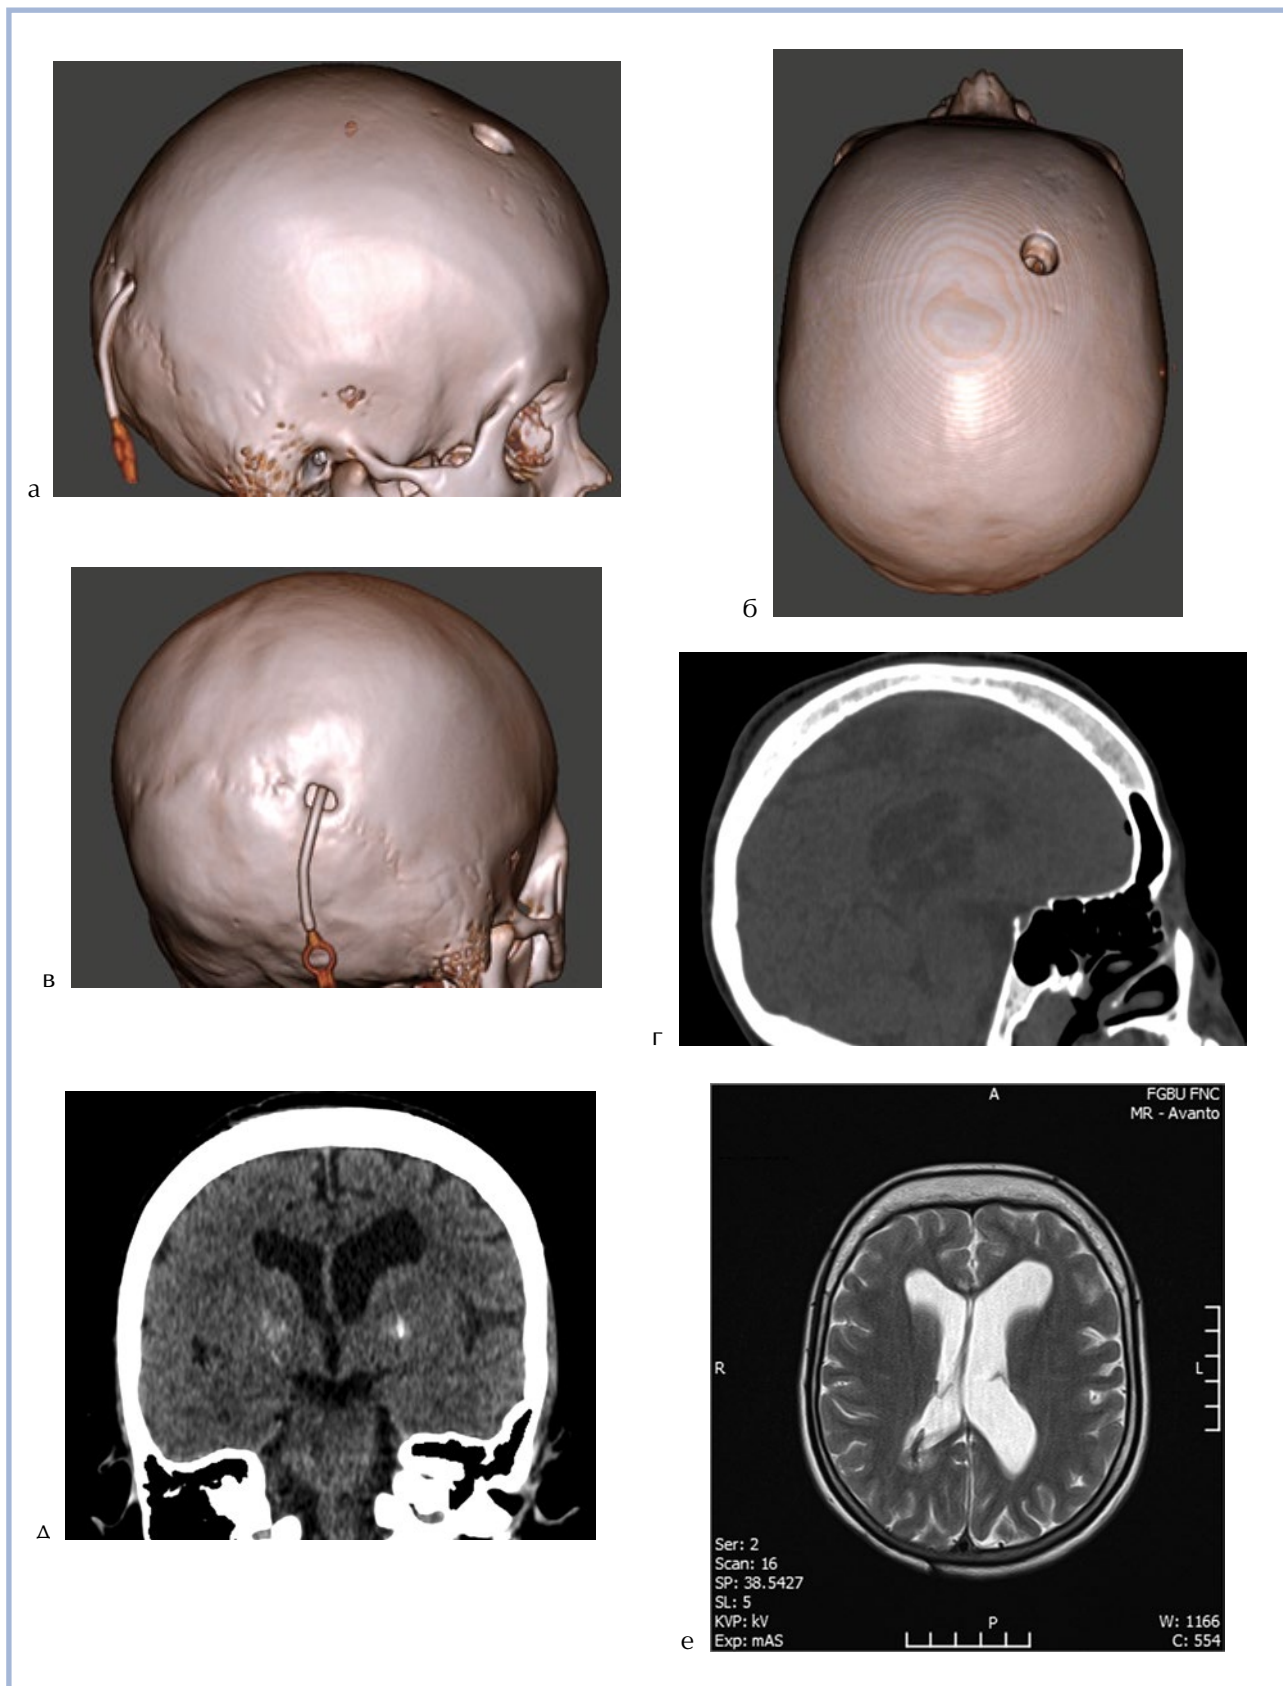 а
б
в
г
д
A
FGBU FNC
MR - Avanto
R
L
Ser: 2
Scan: 16
SP: 38.5427
SL: 5
KVP: kV
Exp: mAS
P
W: 1166
C: 554
е